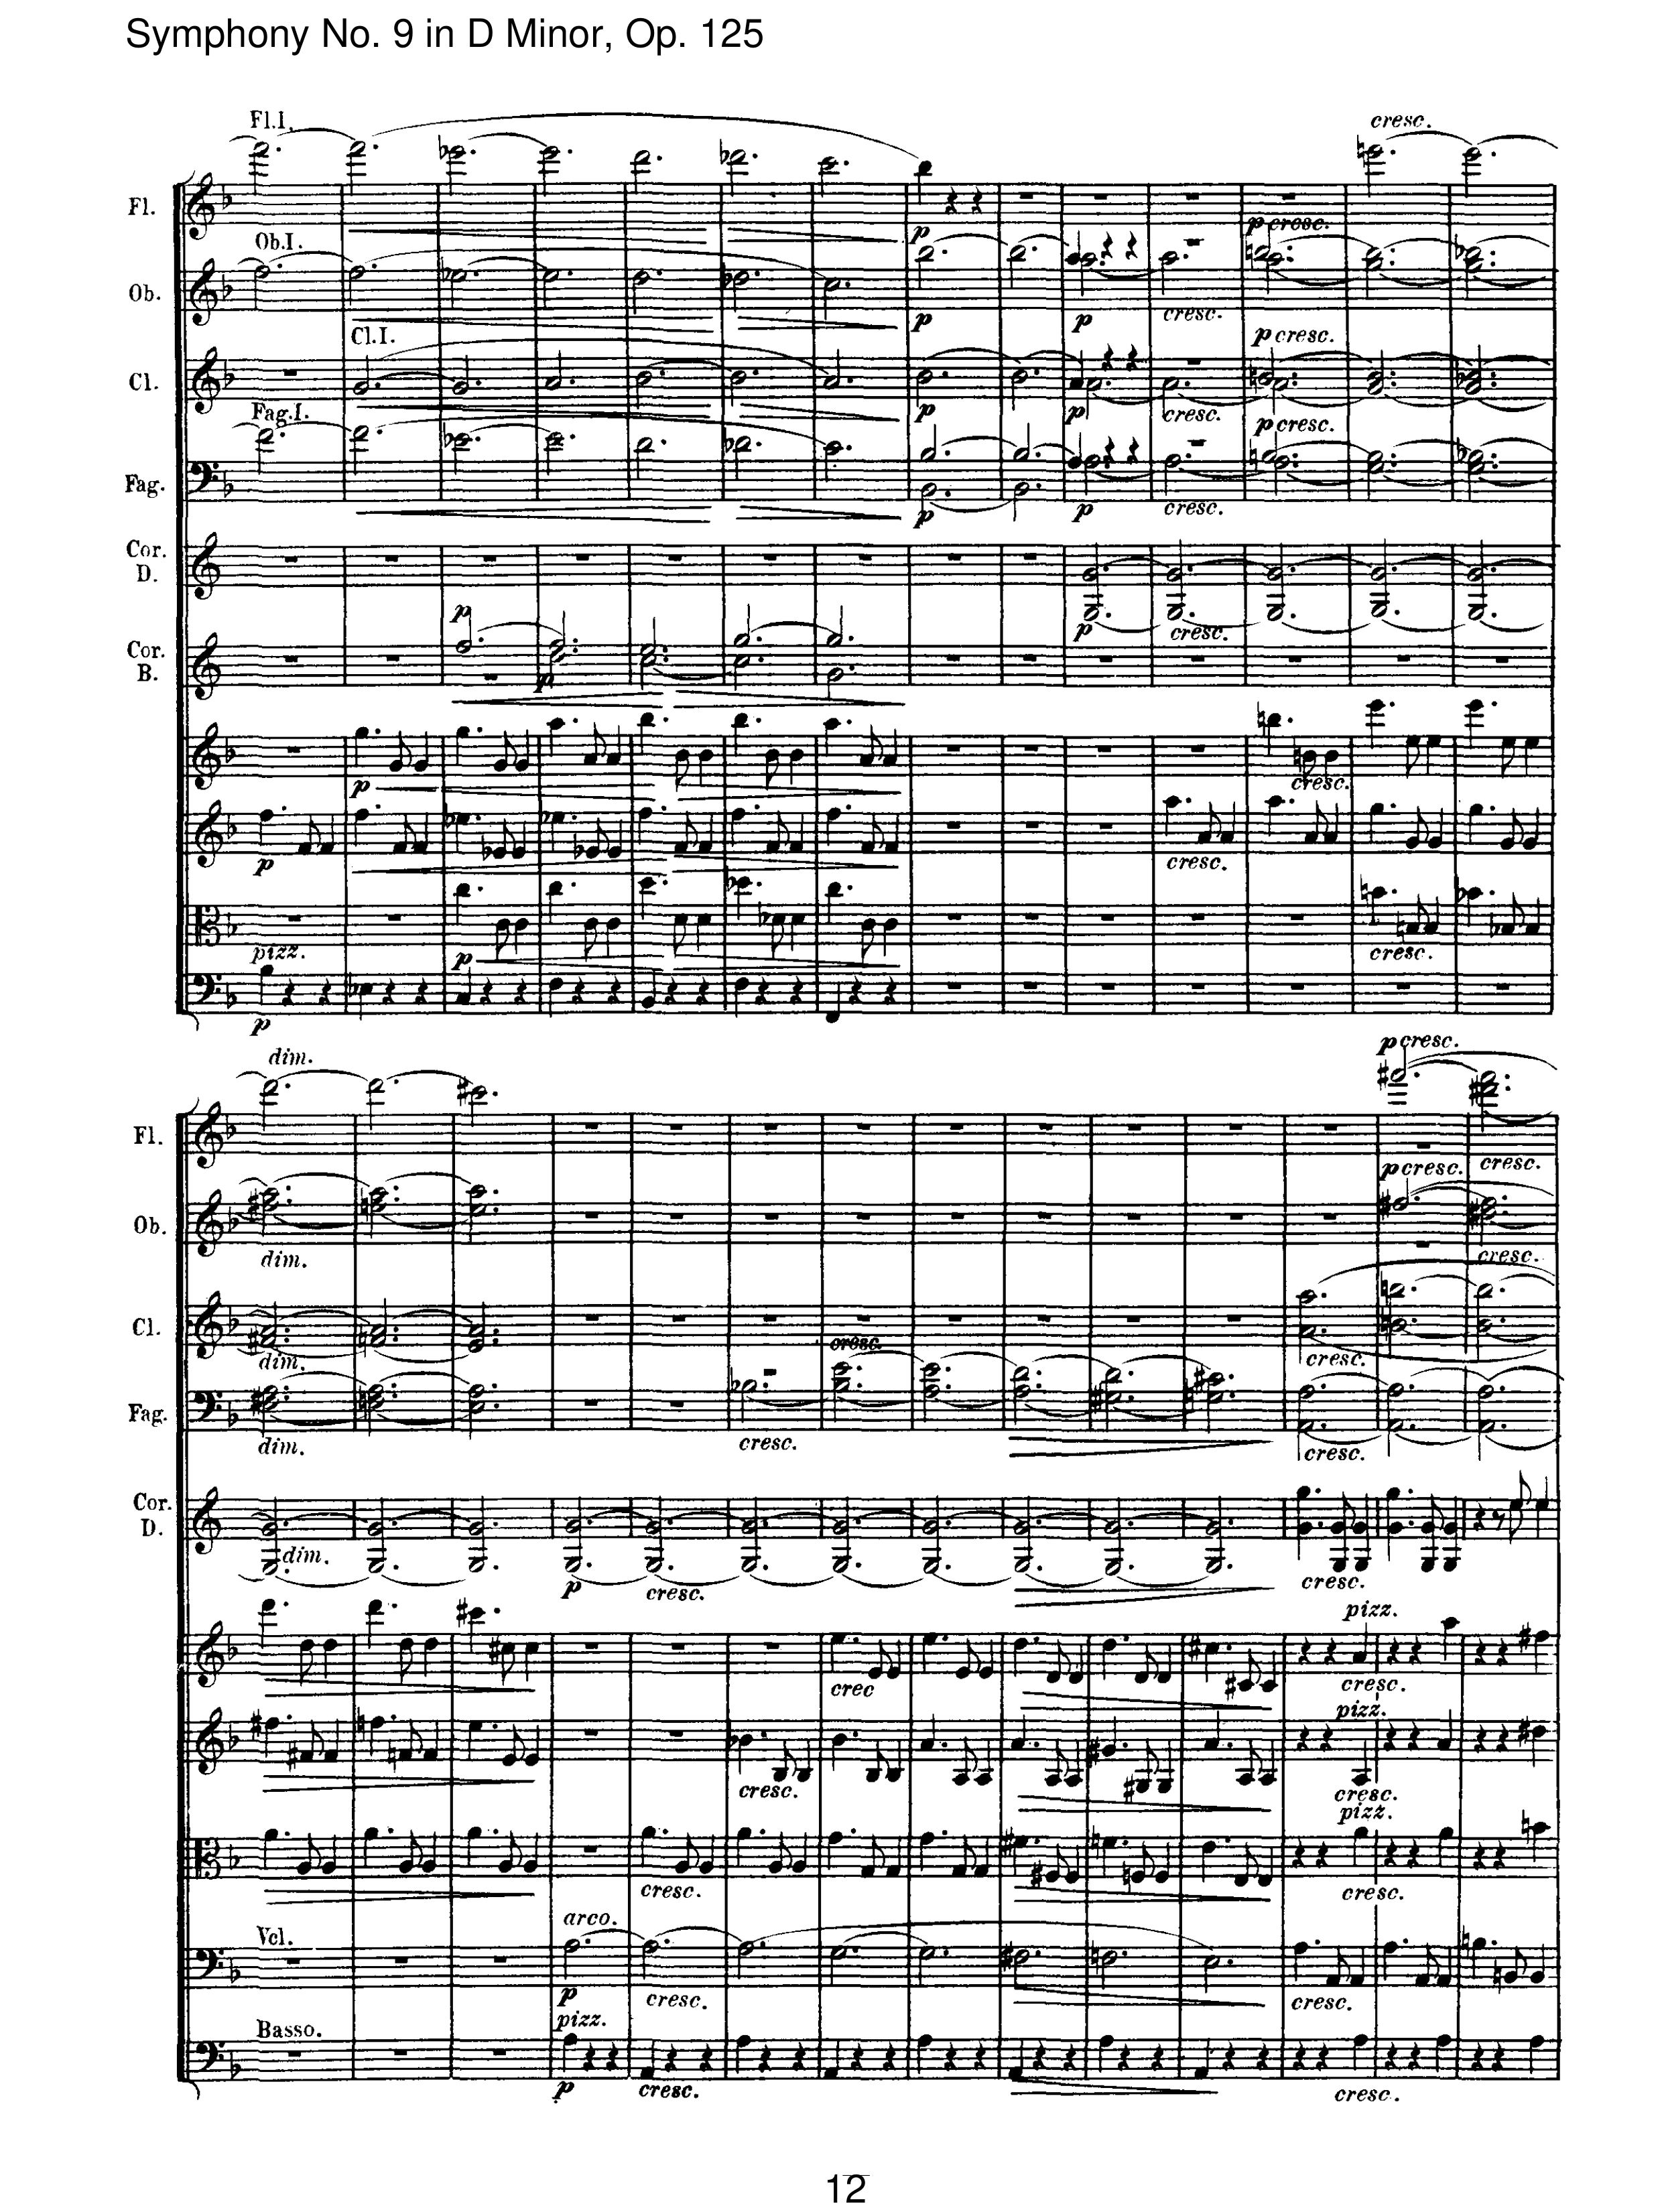 Symphony No. 9 in D Minor, Op. 125
Fl.I.
cresc.
Fl.
p
p cresc.
Ob.I.
Ob.
p
p
cresc.
Cl.I.
p cresc.
Cl.
p
p
cresc.
Fag.I.
p cresc.
Fag.
p
p
cresc.
Cor.
D.
p
cresc.
p
Cor.
B.
p
p
cresc.
p
cresc.
pizz.
p
cresc.
p
dim.
p cresc.
Fl.
cresc.
p cresc.
Ob.
dim.
cresc.
Cl.
dim.
cresc.
cresc.
Fag.
dim.
cresc.
cresc.
Cor.
D.
dim.
p
cresc.
cresc.
pizz.
crec
cresc.
pizz.
cresc.
cresc.
pizz.
cresc.
cresc.
Vcl.
arco.
p
cresc.
cresc.
Basso.
pizz.
p
cresc.
cresc.
12